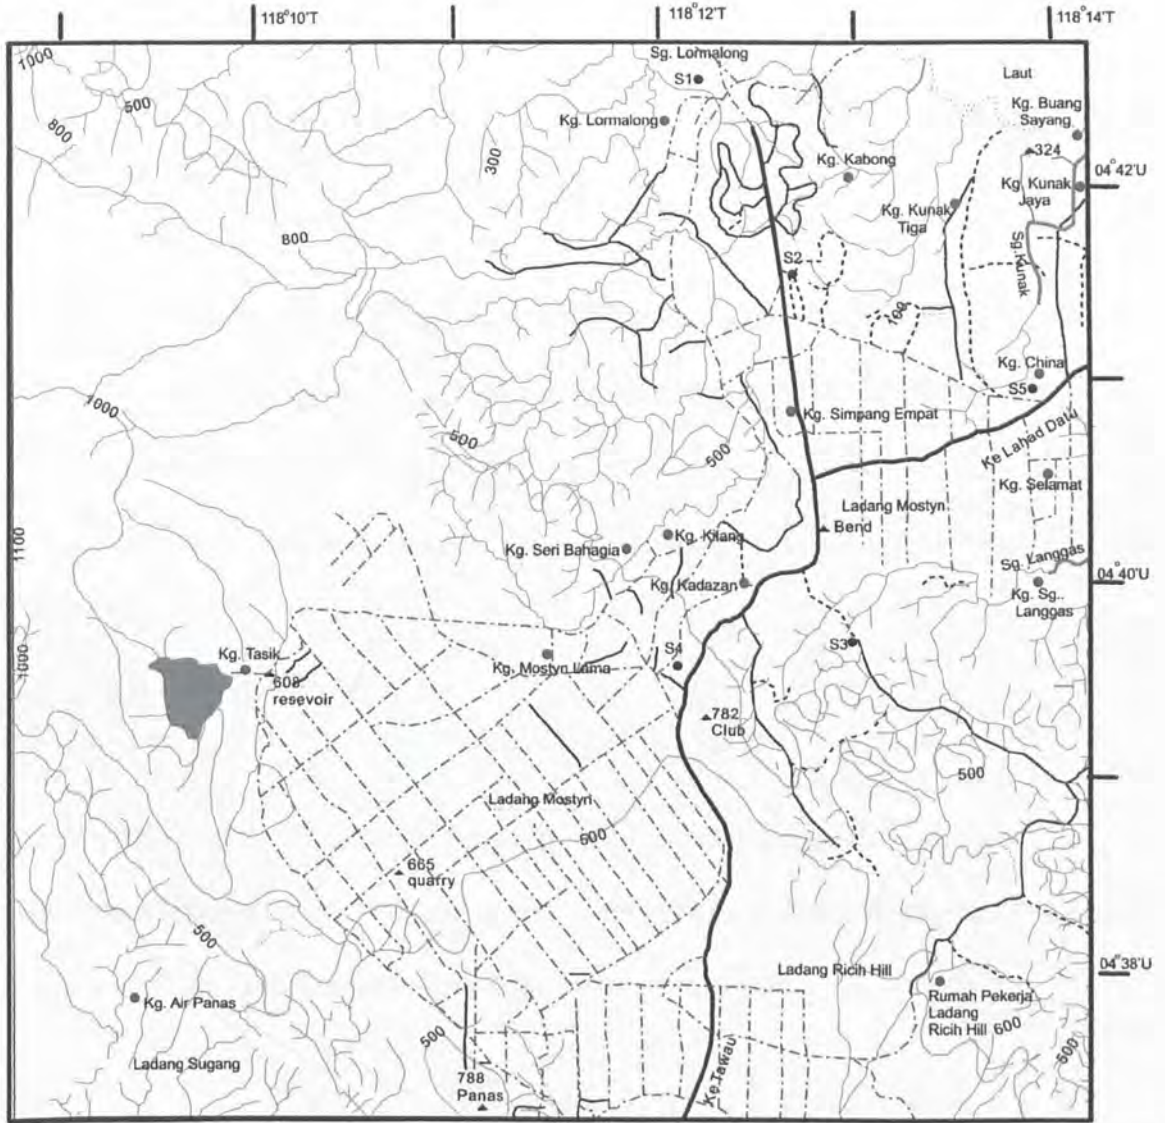 118°10'T
118°12'T
118°14'T
1000
Sg. Lormalong
S1
Laut
500
Kg. Buang
Sayang
Kg. Lormalong
800
324
300
Kg. Kabong
04°42'U
Kg. Kunak
Jaya
Kg. Kunak
Tiga
800
Sg.Kunak
S2
100
Kg. China
S5
1000
Kg. Simpang Empat
500
500
Ke Lahad Datu
Kg. Selamat
Ladang Mostyn
Bend
1100
Kg. Kilang
Kg. Seri Bahagia
Sg. Langgas
04°40'U
Kg. Kadazan
Kg. Sg..
Langgas
1000
Kg. Tasik
S4
S3
Kg. Mostyn Lama
608
resevoir
782
Club
500
Ladang Mostyn
500
665
quarry
500
Ladang Ricih Hill
04°38'U
Kg. Air Panas
Rumah Pekerja
Ladang
Ricih Hill
600
500
500
Ladang Sugang
788
Panas
Ke Tawau